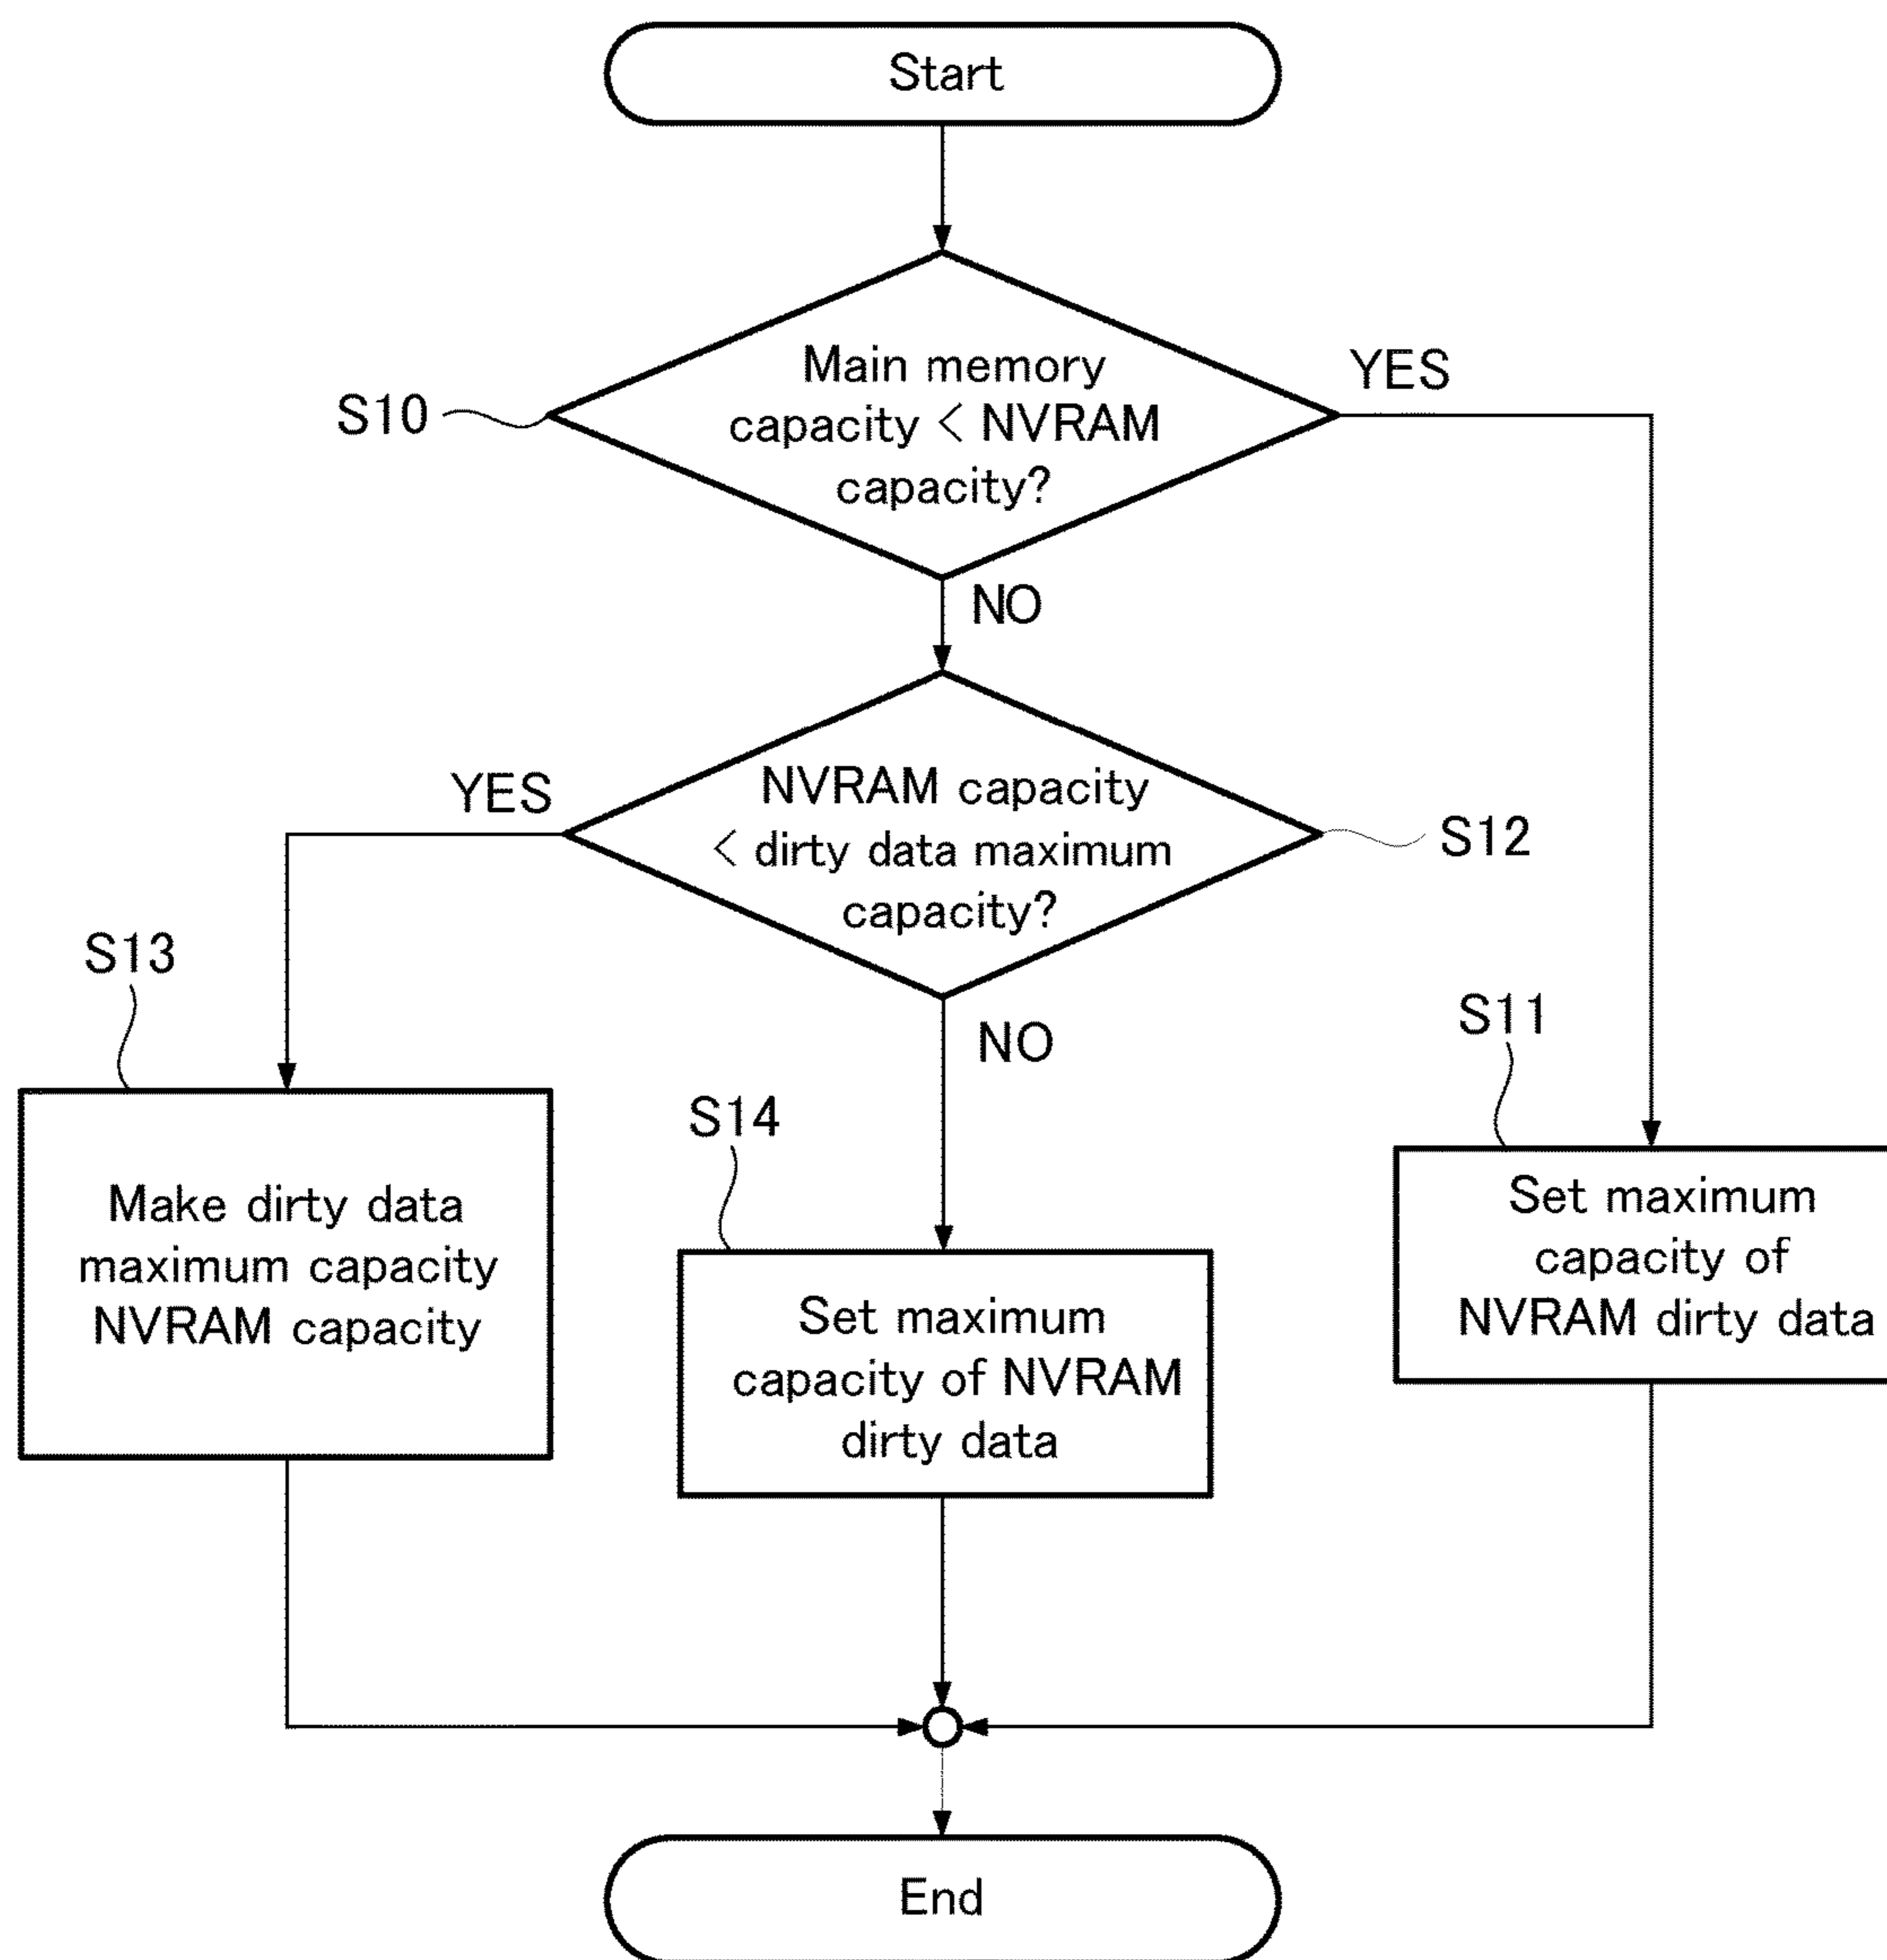 Start
Main memory
capacity < NVRAM
capacity?
YES
S10
NO
NVRAM capacity
< dirty data maximum
capacity?
YES
S12
S13
NO
S11
S14
Make dirty data
maximum capacity
NVRAM capacity
Set maximum
capacity of NVRAM
dirty data
Set maximum
capacity of
NVRAM dirty data
End